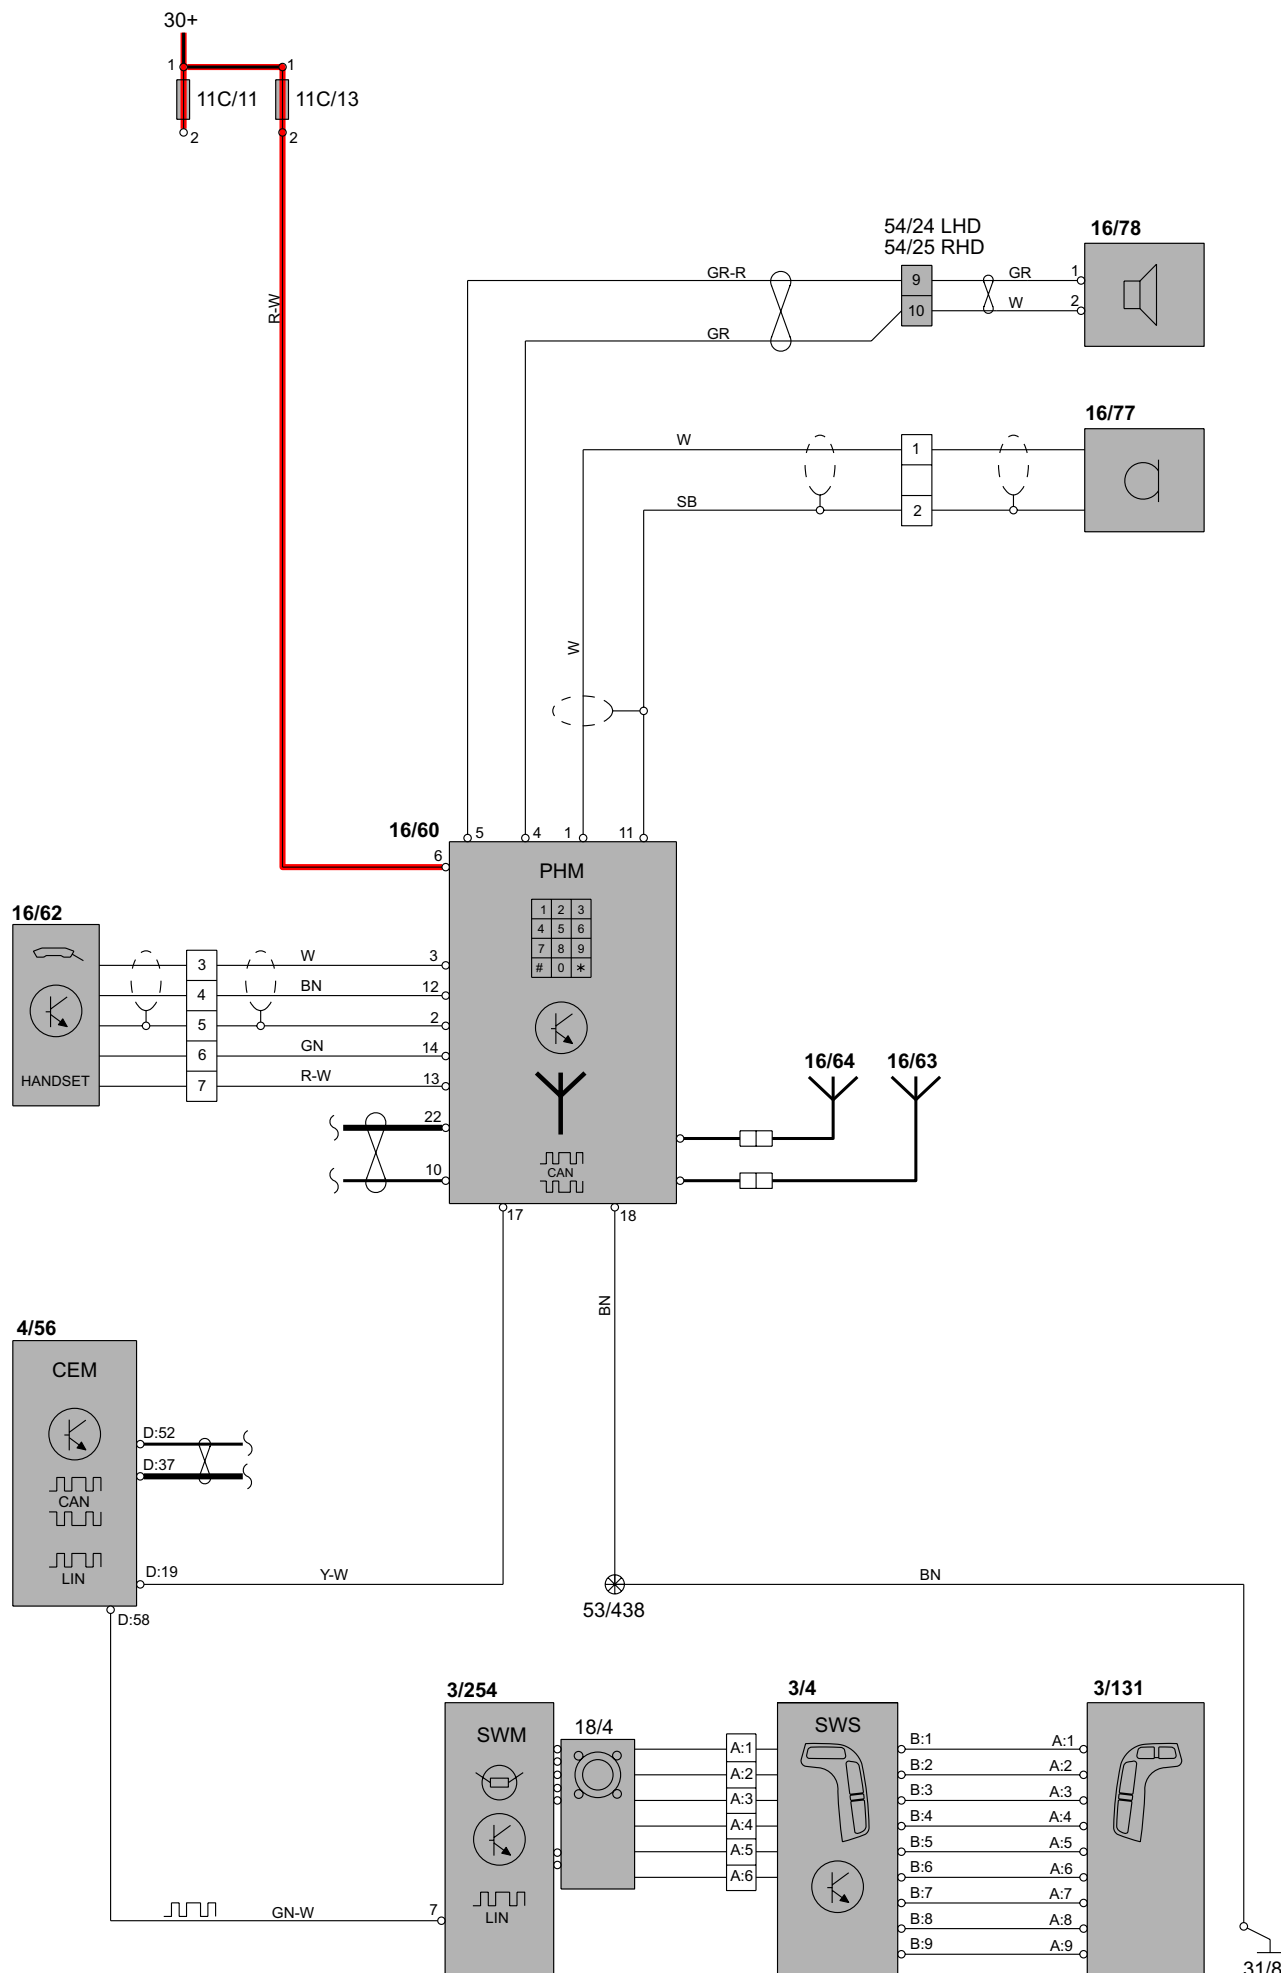 30+
1
1
11C/11
11C/13
2
2
R-W
54/24 LHD
54/25 RHD
16/78
GR-R
9
GR
1
10
W
2
GR
16/77
W
1
SB
2
W
16/60
5
4
1
11
6
PHM
1 2 3
4 5 6
7 8 9
# 0 *
16/62
3
W
3
4
BN
12
5
2
6
GN
14
HANDSET
7
R-W
13
22
10
CAN
16/64
16/63
17
18
BN
4/56
CEM
D:52
D:37
CAN
LIN
D:19
Y-W
D:58
53/438
BN
3/254
SWM
18/4
3/4
SWS
3/131
A:1
B:1
A:1
A:2
B:2
A:2
A:3
B:3
A:3
A:4
B:4
A:4
A:5
B:5
A:5
A:6
B:6
A:6
B:7
A:7
B:8
A:8
B:9
A:9
GN-W
7
LIN
31/8